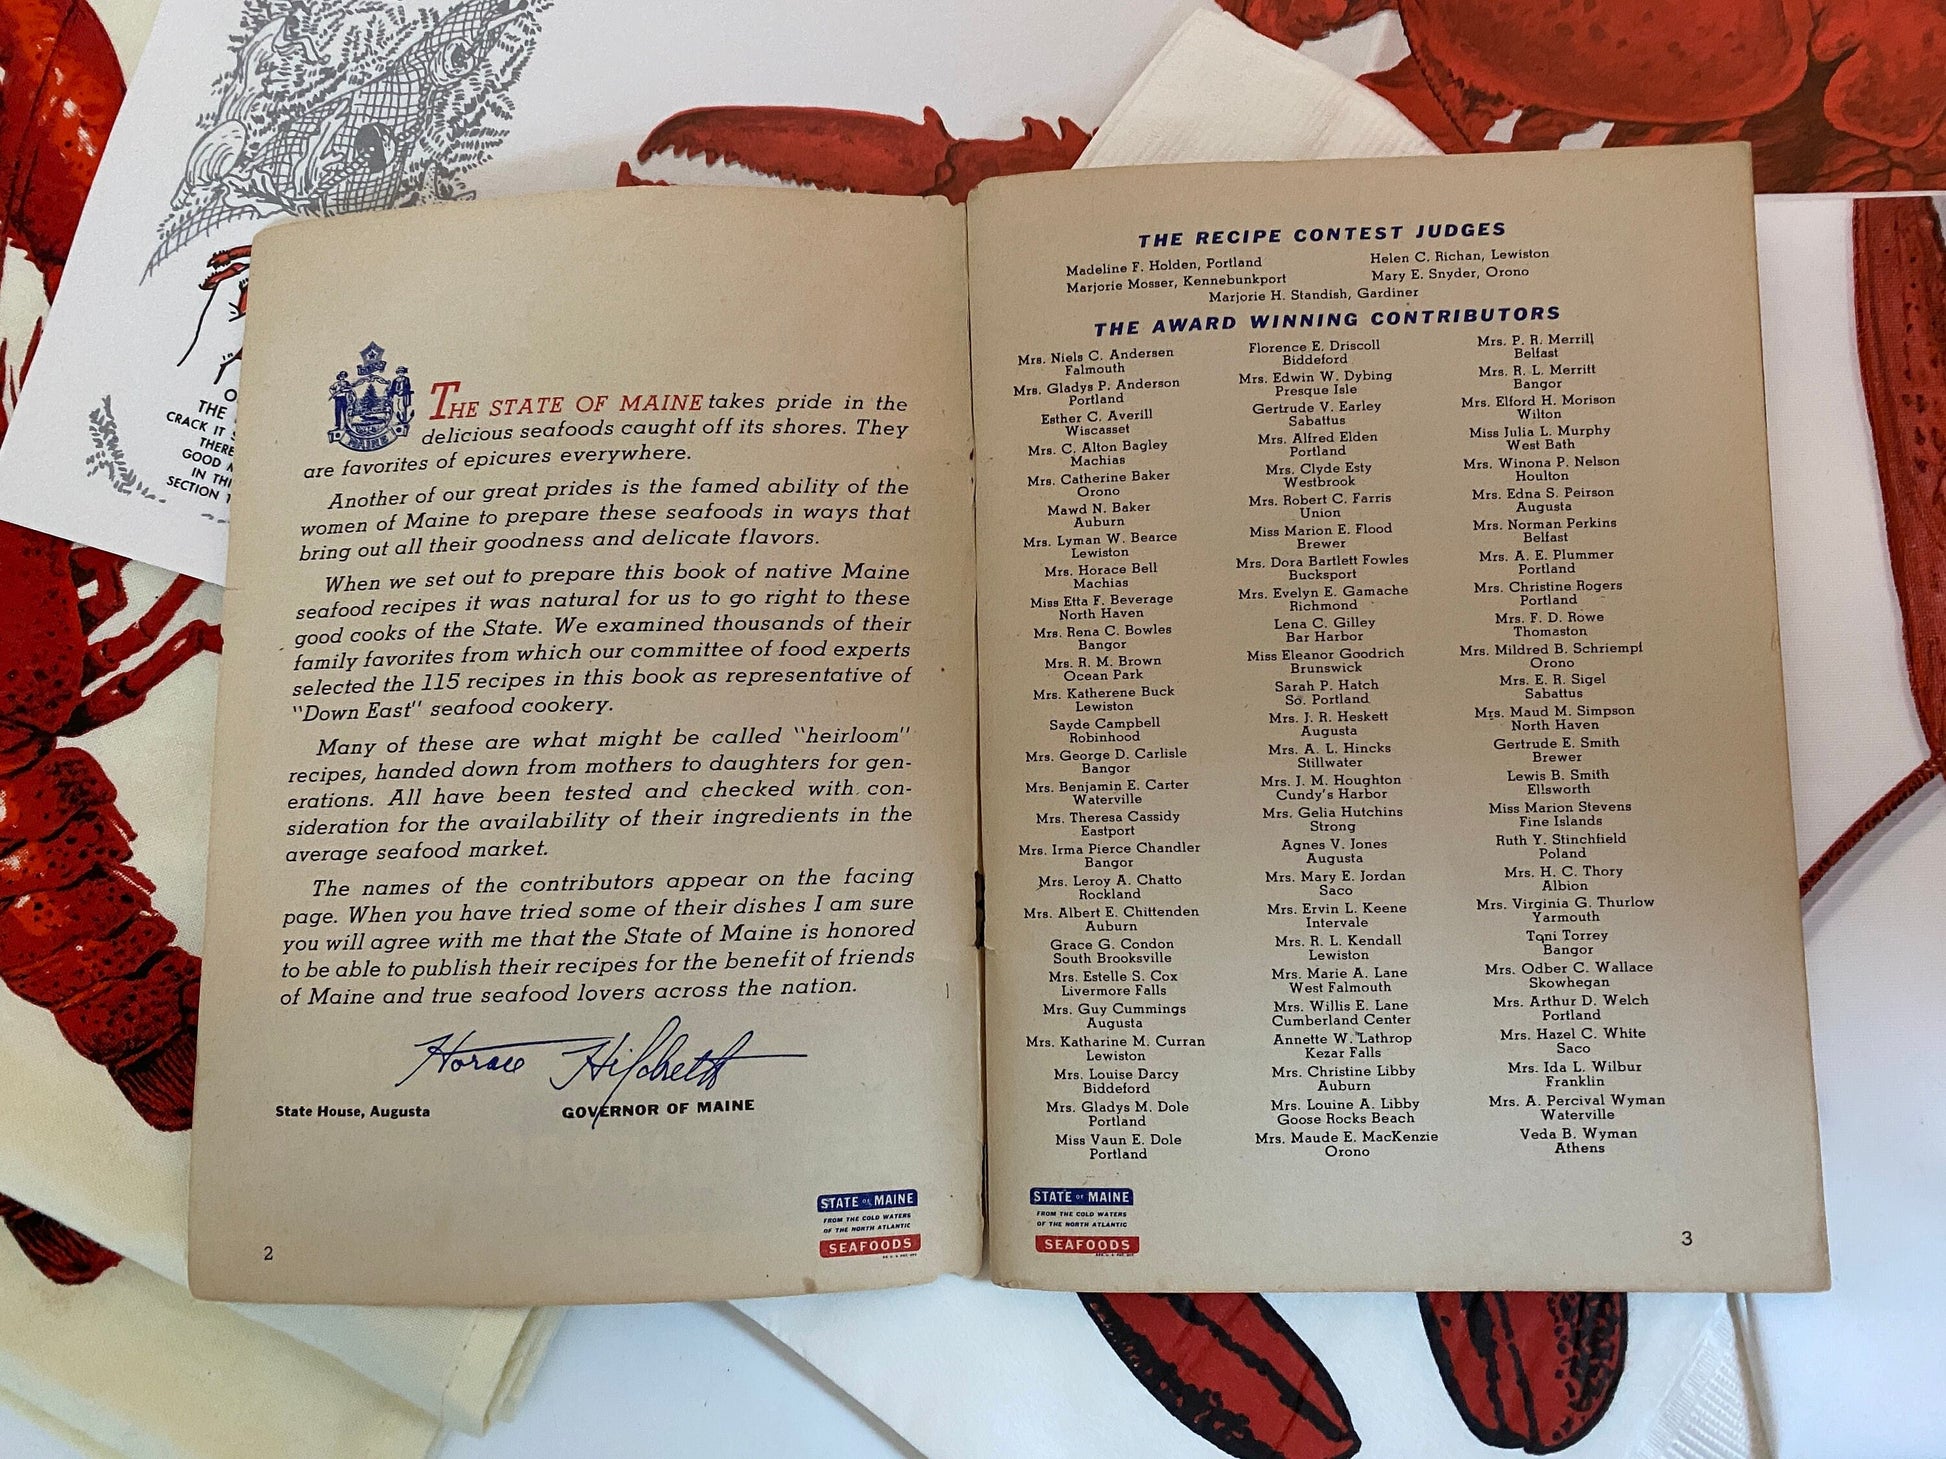 O
THE
CRACK IT
THERE
GOOD
IN THI
SECTION
MAINE
THE STATE OF MAINE takes pride in the
delicious seafoods caught off its shores. They
are favorites of epicures everywhere.
Another of our great prides is the famed ability of the
women of Maine to prepare these seafoods in ways that
bring out all their goodness and delicate flavors.
When we set out to prepare this book of native Maine
seafood recipes it was natural for us to go right to these
good cooks of the State. We examined thousands of their
family favorites from which our committee of food experts
selected the 115 recipes in this book as representative of
"Down East" seafood cookery.
Many of these are what might be called "heirloom"
recipes, handed down from mothers to daughters for gen-
erations. All have been tested and checked with con-
sideration for the availability of their ingredients in the
average seafood market.
The names of the contributors appear on the facing
page. When you have tried some of their dishes I am sure
you will agree with me that the State of Maine is honored
to be able to publish their recipes for the benefit of friends
of Maine and true seafood lovers across the nation.
Horace Hildreth
State House, Augusta GOVERNOR OF MAINE
STATE OF MAINE
FROM THE COLD WATERS
OF THE NORTH ATLANTIC
SEAFOODS
2
THE RECIPE CONTEST JUDGES
Madeline F. Holden, Portland
Helen C. Richan, Lewiston
Marjorie Mosser, Kennebunkport
Mary E. Snyder, Orono
Marjorie H. Standish, Gardiner
THE AWARD WINNING CONTRIBUTORS
Mrs. Niels C. Andersen
Falmouth
Mrs. Gladys P. Anderson
Portland
Esther C. Averill
Wiscasset
Mrs. C. Alton Bagley
Machias
Mrs. Catherine Baker
Orono
Mawd N. Baker
Auburn
Mrs. Lyman W. Bearce
Lewiston
Mrs. Horace Bell
Machias
Miss Etta F. Beverage
North Haven
Mrs. Rena C. Bowles
Bangor
Mrs. R. M. Brown
Ocean Park
Mrs. Katherene Buck
Lewiston
Sayde Campbell
Robinhood
Mrs. George D. Carlisle
Bangor
Mrs. Benjamin E. Carter
Waterville
Mrs. Theresa Cassidy
Eastport
Mrs. Irma Pierce Chandler
Bangor
Mrs. Leroy A. Chatto
Rockland
Mrs. Albert E. Chittenden
Auburn
Grace G. Condon
South Brooksville
Mrs. Estelle S. Cox
Livermore Falls
Mrs. Guy Cummings
Augusta
Mrs. Katharine M. Curran
Lewiston
Mrs. Louise Darcy
Biddeford
Mrs. Gladys M. Dole
Portland
Miss Vaun E. Dole
Portland
Florence E. Driscoll
Biddeford
Mrs. Edwin W. Dybing
Presque Isle
Gertrude V. Earley
Sabattus
Mrs. Alfred Elden
Portland
Mrs. Clyde Esty
Westbrook
Mrs. Robert C. Farris
Union
Miss Marion E. Flood
Brewer
Mrs. Dora Bartlett Fowles
Bucksport
Mrs. Evelyn E. Gamache
Richmond
Lena C. Gilley
Bar Harbor
Miss Eleanor Goodrich
Brunswick
Sarah P. Hatch
So. Portland
Mrs. J. R. Heskett
Augusta
Mrs. A. L. Hincks
Stillwater
Mrs. J. M. Houghton
Cundy's Harbor
Mrs. Gelia Hutchins
Strong
Agnes V. Jones
Augusta
Mrs. Mary E. Jordan
Saco
Mrs. Ervin L. Keene
Intervale
Mrs. R. L. Kendall
Lewiston
Mrs. Marie A. Lane
West Falmouth
Mrs. Willis E. Lane
Cumberland Center
Annette W. Lathrop
Kezar Falls
Mrs. Christine Libby
Auburn
Mrs. Louine A. Libby
Goose Rocks Beach
Mrs. Maude E. MacKenzie
Orono
Mrs. P. R. Merrill
Belfast
Mrs. R. L. Merritt
Bangor
Mrs. Elford H. Morison
Wilton
Miss Julia L. Murphy
West Bath
Mrs. Winona P. Nelson
Houlton
Mrs. Edna S. Peirson
Augusta
Mrs. Norman Perkins
Belfast
Mrs. A. E. Plummer
Portland
Mrs. Christine Rogers
Portland
Mrs. F. D. Rowe
Thomaston
Mrs. Mildred B. Schriempf
Orono
Mrs. E. R. Sigel
Sabattus
Mrs. Maud M. Simpson
North Haven
Gertrude E. Smith
Brewer
Lewis B. Smith
Ellsworth
Miss Marion Stevens
Fine Islands
Ruth Y. Stinchfield
Poland
Mrs. H. C. Thory
Albion
Mrs. Virginia G. Thurlow
Yarmouth
Toni Torrey
Bangor
Mrs. Odber C. Wallace
Skowhegan
Mrs. Arthur D. Welch
Portland
Mrs. Hazel C. White
Saco
Mrs. Ida L. Wilbur
Franklin
Mrs. A. Percival Wyman
Waterville
Veda B. Wyman
Athens
STATE OF MAINE
FROM THE COLD WATERS
OF THE NORTH ATLANTIC
SEAFOODS
3